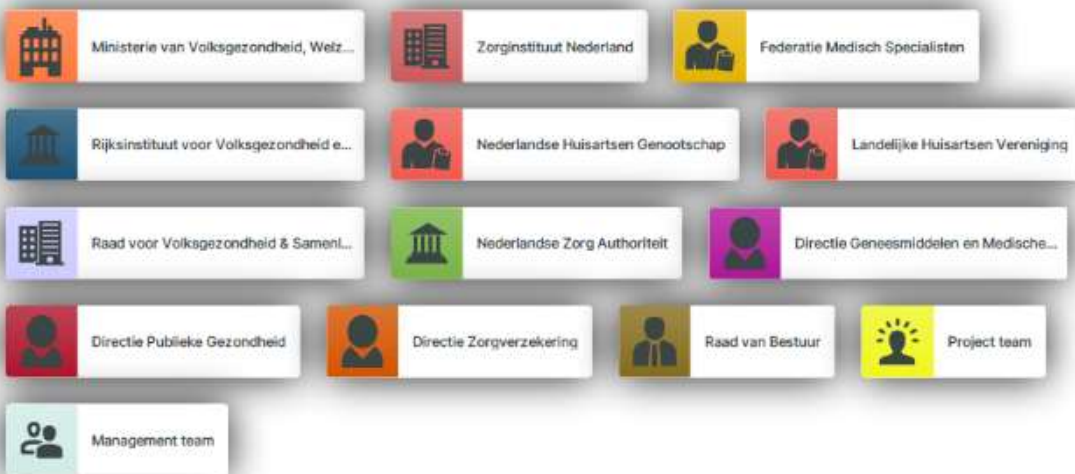 Ministerie van Volksgezondheid, Welz...
Zorginstituut Nederland
Federatie Medisch Specialisten
Rijksinstituut voor Volksgezondheid e...
Nederlandse Huisartsen Genootschap
Landelijke Huisartsen Vereniging
Raad voor Volksgezondheid & Samenl...
Nederlandse Zorg Authoriteit
Directie Geneesmiddelen en Medische...
Directie Publieke Gezondheid
Directie Zorgverzekering
Raad van Bestuur
Project team
Management team